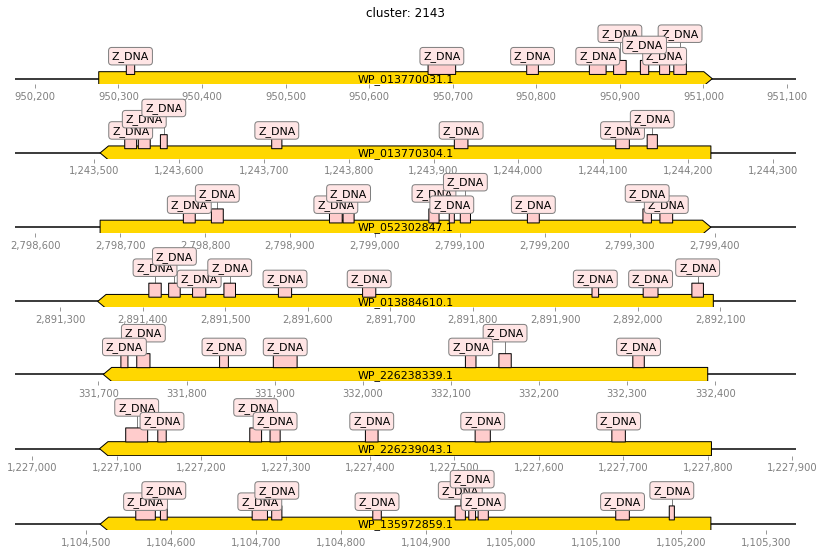 cluster: 2143
Z_DNA Z_DNA
Z_DNA
Z_DNA Z_DNA Z_DNA Z_DNA Z_DNA
WP_013770031.1
950,200 950,300 950,400 950,500 950,600 950,700 950,800 950,900 951,000 951,100
Z_DNA
Z_DNA Z_DNA
Z_DNA Z_DNA Z_DNA Z_DNA
WP_013770304.1
1,243,500 1,243,600 1,243,700 1,243,800 1,243,900 1,244,000 1,244,100 1,244,200 1,244,300
Z_DNA
Z_DNA Z_DNA Z_DNA Z_DNA
Z_DNA Z_DNA Z_DNA Z_DNA Z_DNA
Z_DNA
WP_052302847.1
2,798,600 2,798,700 2,798,800 2,798,900 2,799,000 2,799,100 2,799,200 2,799,300 2,799,400
Z_DNA
Z_DNA Z_DNA Z_DNA
Z_DNA Z_DNA Z_DNA Z_DNA Z_DNA
WP_013884610.1
2,891,300 2,891,400 2,891,500 2,891,600 2,891,700 2,891,800 2,891,900 2,892,000 2,892,100
Z_DNA Z_DNA
Z_DNA Z_DNA Z_DNA Z_DNA Z_DNA
WP_226238339.1
331,700 331,800 331,900 332,000 332,100 332,200 332,300 332,400
Z_DNA Z_DNA
Z_DNA Z_DNA Z_DNA Z_DNA Z_DNA
WP_226239043.1
1,227,000 1,227,100 1,227,200 1,227,300 1,227,400 1,227,500 1,227,600 1,227,700 1,227,800 1,227,900
Z_DNA
Z_DNA Z_DNA Z_DNA Z_DNA
Z_DNA Z_DNA Z_DNA Z_DNA Z_DNA
WP_135972859.1
1,104,500 1,104,600 1,104,700 1,104,800 1,104,900 1,105,000 1,105,100 1,105,200 1,105,300